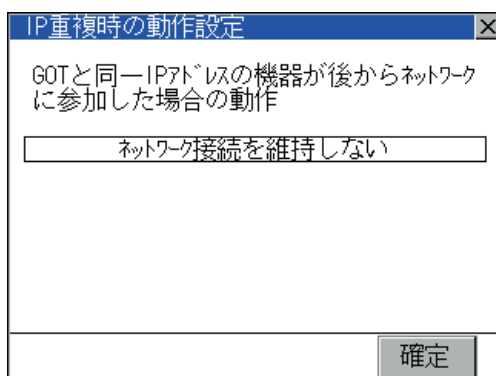 IP重複時の動作設定
GOTと同一IPｱﾄﾞﾚｽの機器が後からﾈｯﾄﾜｰｸ
に参加した場合の動作
ﾈｯﾄﾜｰｸ接続を維持しない
確定